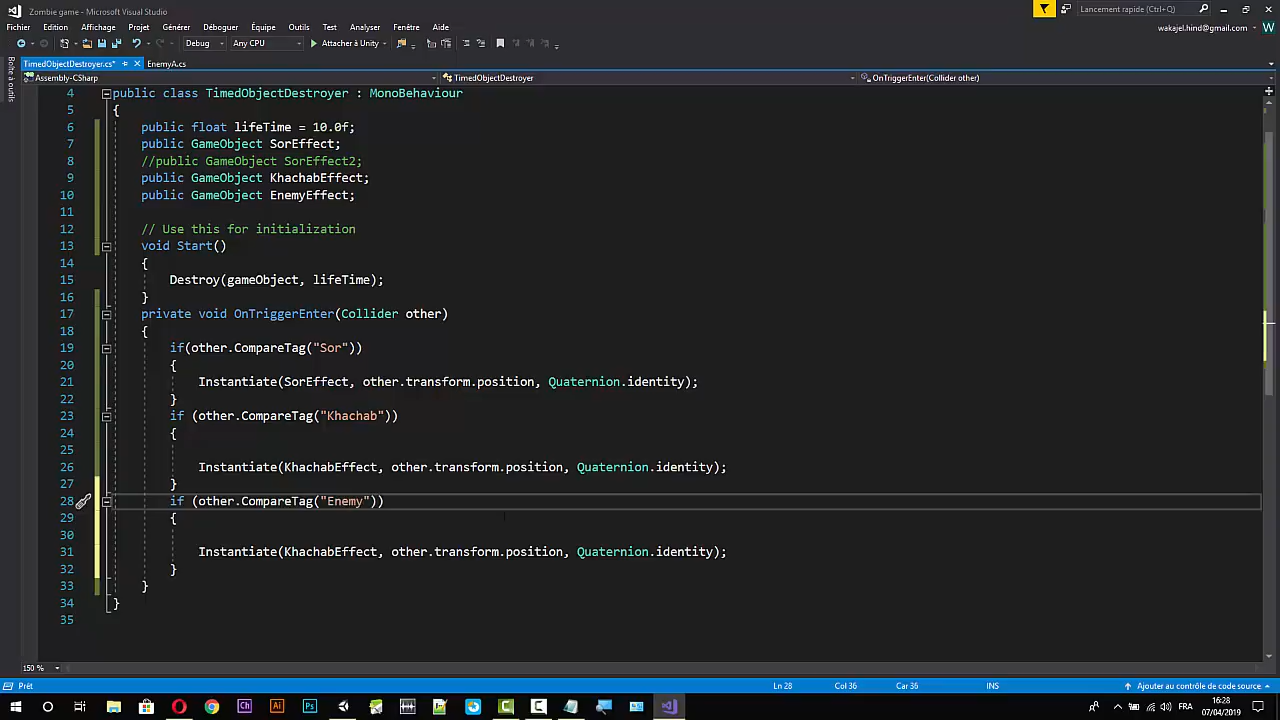 Zombie game - Microsoft Visual Studio
Lancement rapide (Ctrl+Q)
Fichier Edition Affichage Projet Générer Déboguer Équipe Outils Test Analyser Fenêtre Aide
wakajel.hind@gmail.com W
Debug Any CPU Attacher à Unity
TimedObjectDestroyer.cs* EnemyA.cs
Boîte à outils
Assembly-CSharp TimedObjectDestroyer OnTriggerEnter(Collider other)
4 public class TimedObjectDestroyer : MonoBehaviour
5 {
6 public float lifeTime = 10.0f;
7 public GameObject SorEffect;
8 //public GameObject SorEffect2;
9 public GameObject KhachabEffect;
10 public GameObject EnemyEffect;
11
12 // Use this for initialization
13 void Start()
14 {
15 Destroy(gameObject, lifeTime);
16 }
17 private void OnTriggerEnter(Collider other)
18 {
19 if(other.CompareTag("Sor"))
20 {
21 Instantiate(SorEffect, other.transform.position, Quaternion.identity);
22 }
23 if (other.CompareTag("Khachab"))
24 {
25
26 Instantiate(KhachabEffect, other.transform.position, Quaternion.identity);
27 }
28 if (other.CompareTag("Enemy"))
29 {
30
31 Instantiate(KhachabEffect, other.transform.position, Quaternion.identity);
32 }
33 }
34 }
35
150 %
Prêt Ln 28 Col 36 Car 36 INS Ajouter au contrôle de code source
Ch Ai Ps FRA 16:28
07/04/2019